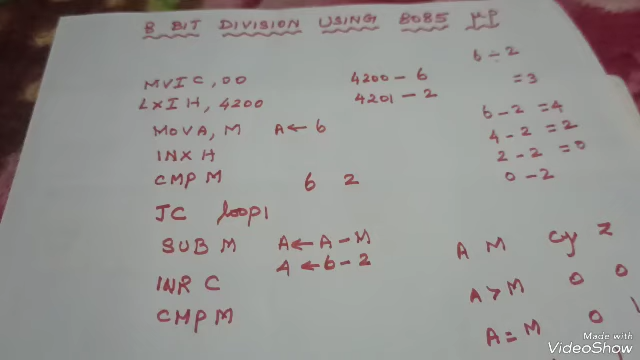 8 BIT DIVISION USING 8085 μP
6 ÷ 2
MVI C, 00 4200 - 6 = 3
LXI H, 4200 4201 - 2
6 - 2 = 4
MOV A, M A ← 6 4 - 2 = 2
INX H 2 - 2 = 0
CMP M 6 2 0 - 2
JC loop1
SUB M A ← A - M A M Cy Z
4 ← 6 - 2
INR C A > M 0 0
CMP M A = M 0 1
Made with
VideoShow